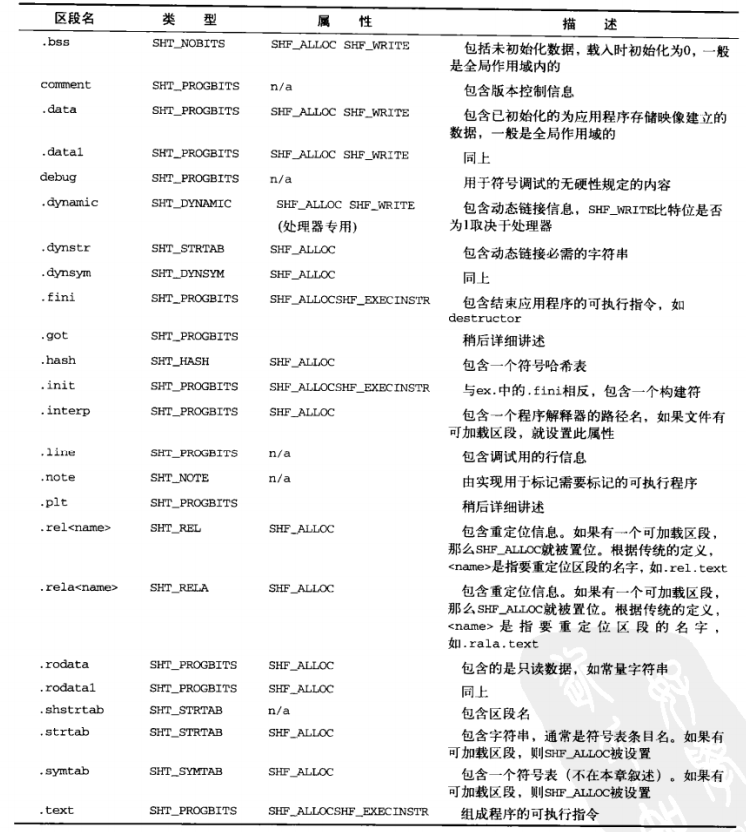 区段名 类 型 属 性 描 述
.bss SHT_NOBITS SHF_ALLOC SHF_WRITE 包括未初始化数据，载入时初始化为0，一般
是全局作用域内的
comment SHT_PROGBITS n/a 包含版本控制信息
.data SHT_PROGBITS SHF_ALLOC SHF_WRITE 包含已初始化的为应用程序存储映像建立的
数据，一般是全局作用域的
.data1 SHT_PROGBITS SHF_ALLOC SHF_WRITE 同上
debug SHT_PROGBITS n/a 用于符号调试的无硬性规定的内容
.dynamic SHT_DYNAMIC SHF_ALLOC SHF_WRITE 包含动态链接信息，SHF_WRITE比特位是否
(处理器专用) 为1取决于处理器
.dynstr SHT_STRTAB SHF_ALLOC 包含动态链接必需的字符串
.dynsym SHT_DYNSYM SHF_ALLOC 同上
.fini SHT_PROGBITS SHF_ALLOCSHF_EXECINSTR 包含结束应用程序的可执行指令，如
destructor
.got SHT_PROGBITS 稍后详细讲述
.hash SHT_HASH SHF_ALLOC 包含一个符号哈希表
.init SHT_PROGBITS SHF_ALLOCSHF_EXECINSTR 与ex.中的.fini相反，包含一个构建符
.interp SHT_PROGBITS SHF_ALLOC 包含一个程序解释器的路径名，如果文件有
可加载区段，就设置此属性
.line SHT_PROGBITS n/a 包含调试用的行信息
.note SHT_NOTE n/a 由实现用于标记需要标记的可执行程序
.plt SHT_PROGBITS 稍后详细讲述
.rel<name> SHT_REL SHF_ALLOC 包含重定位信息。如果有一个可加载区段，
那么SHF_ALLOC就被置位。根据传统的定义，
<name>是指要重定位区段的名字，如.rel.text
.rela<name> SHT_RELA SHF_ALLOC 包含重定位信息。如果有一个可加载区段，
那么SHF_ALLOC就被置位。根据传统的定义，
<name> 是 指 要 重 定 位 区 段 的 名 字 ，
如.rala.text
.rodata SHT_PROGBITS SHF_ALLOC 包含的是只读数据，如常量字符串
.rodata1 SHT_PROGBITS SHF_ALLOC 同上
.shstrtab SHT_STRTAB n/a 包含区段名
.strtab SHT_STRTAB SHF_ALLOC 包含字符串，通常是符号表条目名。如果有
可加载区段，则SHF_ALLOC被设置
.symtab SHT_SYMTAB SHF_ALLOC 包含一个符号表（不在本章叙述）。如果有
可加载区段，则SHF_ALLOC被设置
.text SHT_PROGBITS SHF_ALLOCSHF_EXECINSTR 组成程序的可执行指令